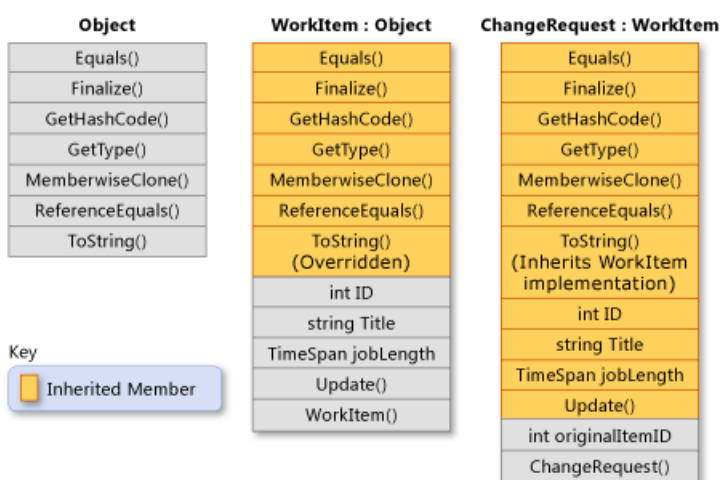 Object
Equals()
Finalize()
GetHashCode()
GetType()
MemberwiseClone()
ReferenceEquals()
ToString()
Key
Inherited Member
WorkItem : Object
Equals()
Finalize()
GetHashCode()
GetType()
MemberwiseClone()
ReferenceEquals()
ToString()
(Overridden)
int ID
string Title
TimeSpan jobLength
Update()
WorkItem()
ChangeRequest : WorkItem
Equals()
Finalize()
GetHashCode()
GetType()
MemberwiseClone()
ReferenceEquals()
ToString()
(Inherits WorkItem
implementation)
int ID
string Title
TimeSpan jobLength
Update()
int originalItemID
ChangeRequest()